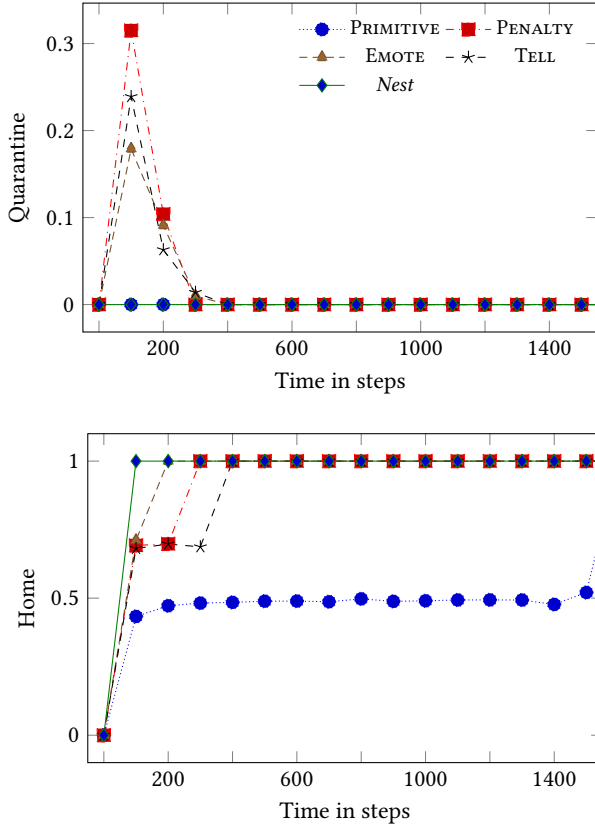 0.3
0.2
0.1
0
Quarantine
PRIMITIVE PENALTY
EMOTE TELL
Nest
200 600 1000 1400
Time in steps
1
0.5
0
Home
200 600 1000 1400
Time in steps